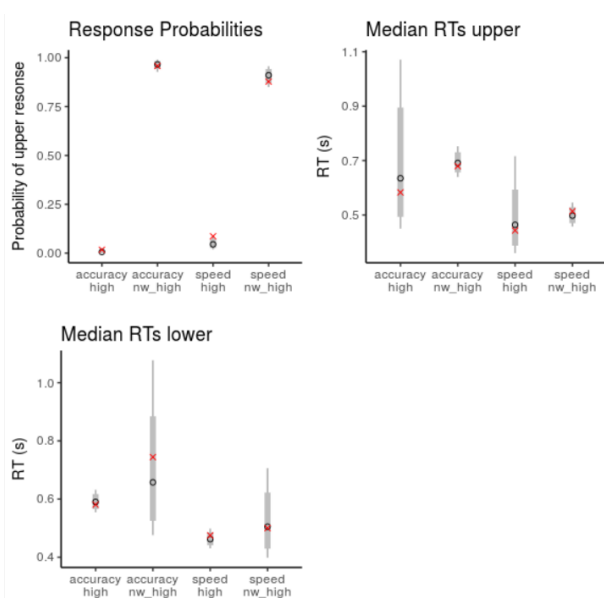 Response Probabilities
Probability of upper resonse
1.00
0.75
0.50
0.25
0.00
accuracy accuracy speed speed
high nw_high high nw_high
Median RTs upper
RT (s)
1.1
0.9
0.7
0.5
accuracy accuracy speed speed
high nw_high high nw_high
Median RTs lower
RT (s)
1.0
0.8
0.6
0.4
accuracy accuracy speed speed
high nw_high high nw_high